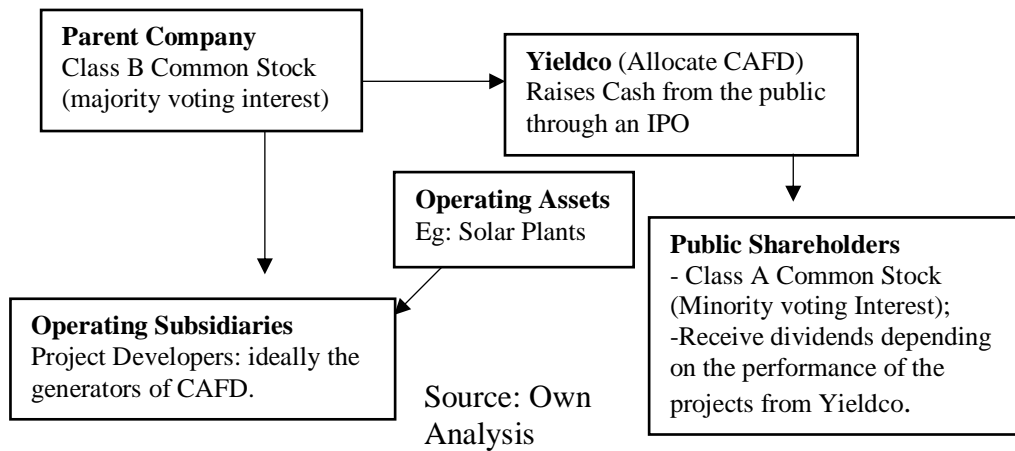 Parent Company
Class B Common Stock
(majority voting interest)
Yieldco (Allocate CAFD)
Raises Cash from the public
through an IPO
Operating Assets
Eg: Solar Plants
Public Shareholders
- Class A Common Stock
(Minority voting Interest);
-Receive dividends depending
on the performance of the
projects from Yieldco.
Operating Subsidiaries
Project Developers: ideally the
generators of CAFD.
Source: Own
Analysis